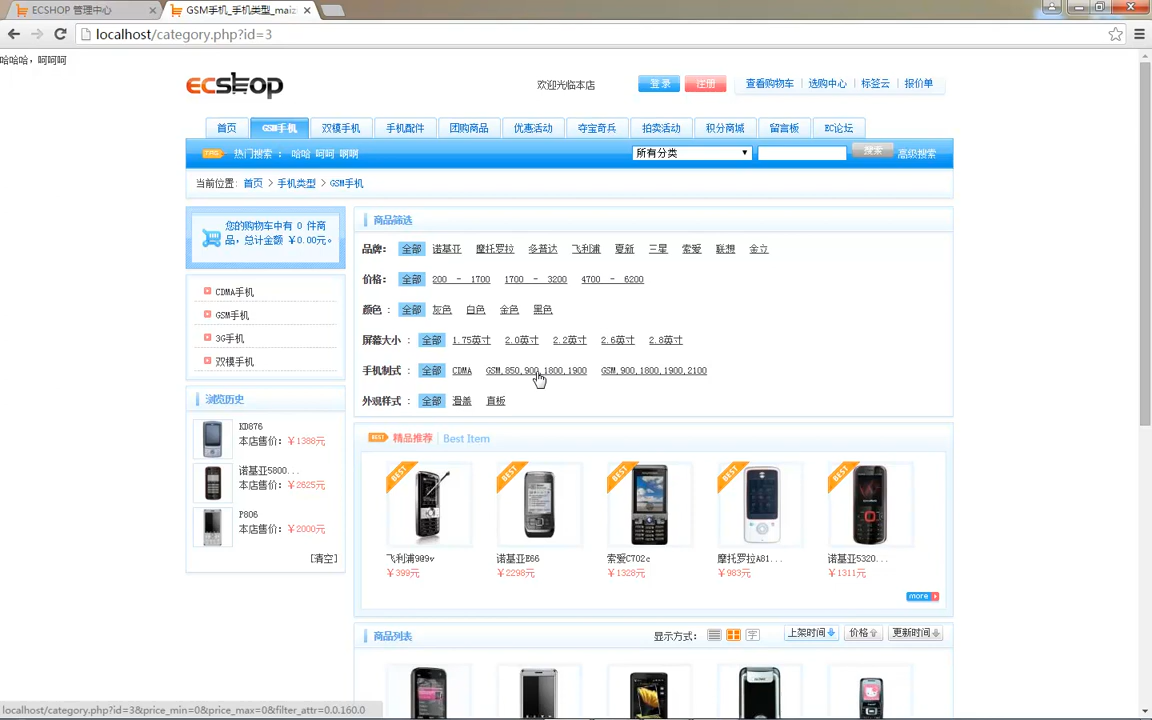 ECSHOP 管理中心
GSM手机_手机类型_maiz
localhost/category.php?id=3
哈哈哈，呵呵呵
ECSHOP
欢迎光临本店
登录 注册 查看购物车 选购中心 标签云 报价单
首页 GSM手机 双模手机 手机配件 团购商品 优惠活动 夺宝奇兵 拍卖活动 积分商城 留言板 EC论坛
TAG 热门搜索 ： 哈哈 呵呵 啊啊 所有分类 搜索 高级搜索
当前位置: 首页 > 手机类型 > GSM手机
您的购物车中有 0 件商
品，总计金额 ￥0.00元。
CDMA手机
GSM手机
3G手机
双模手机
浏览历史
KD876
本店售价：￥1388元
诺基亚5800...
本店售价：￥2625元
P806
本店售价：￥2000元
[清空]
商品筛选
品牌： 全部 诺基亚 摩托罗拉 多普达 飞利浦 夏新 三星 索爱 联想 金立
价格： 全部 200 - 1700 1700 - 3200 4700 - 6200
颜色 ： 全部 灰色 白色 金色 黑色
屏幕大小 ： 全部 1.75英寸 2.0英寸 2.2英寸 2.6英寸 2.8英寸
手机制式 ： 全部 CDMA GSM,850,900,1800,1900 GSM,900,1800,1900,2100
外观样式 ： 全部 滑盖 直板
BEST 精品推荐 Best Item
BEST BEST BEST BEST BEST
飞利浦9@9v 诺基亚E66 索爱C702c 摩托罗拉A81... 诺基亚5320...
￥399元 ￥2298元 ￥1328元 ￥983元 ￥1311元
more
商品列表 显示方式： 字 上架时间 价格 更新时间
localhost/category.php?id=3&price_min=0&price_max=0&filter_attr=0.0.160.0